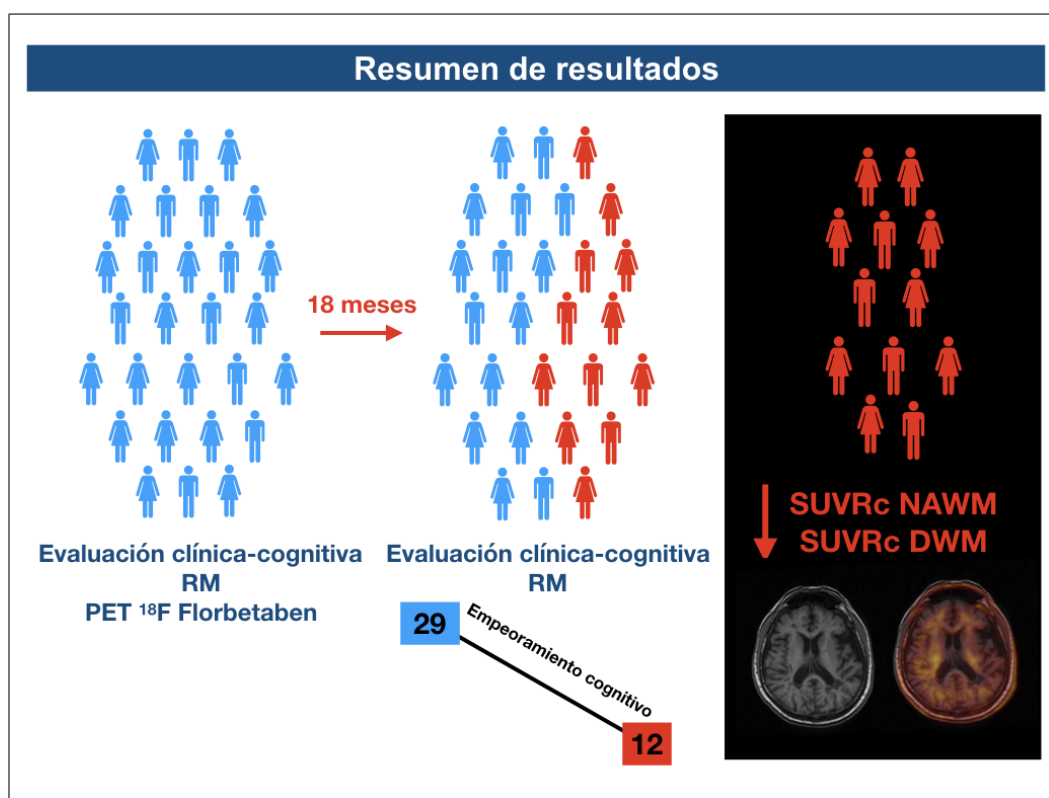 Resumen de resultados
18 meses
Evaluación clínica-cognitiva
RM
PET ¹⁸F Florbetaben
Evaluación clínica-cognitiva
RM
29
Empeoramiento cognitivo
12
SUVRc NAWM
SUVRc DWM